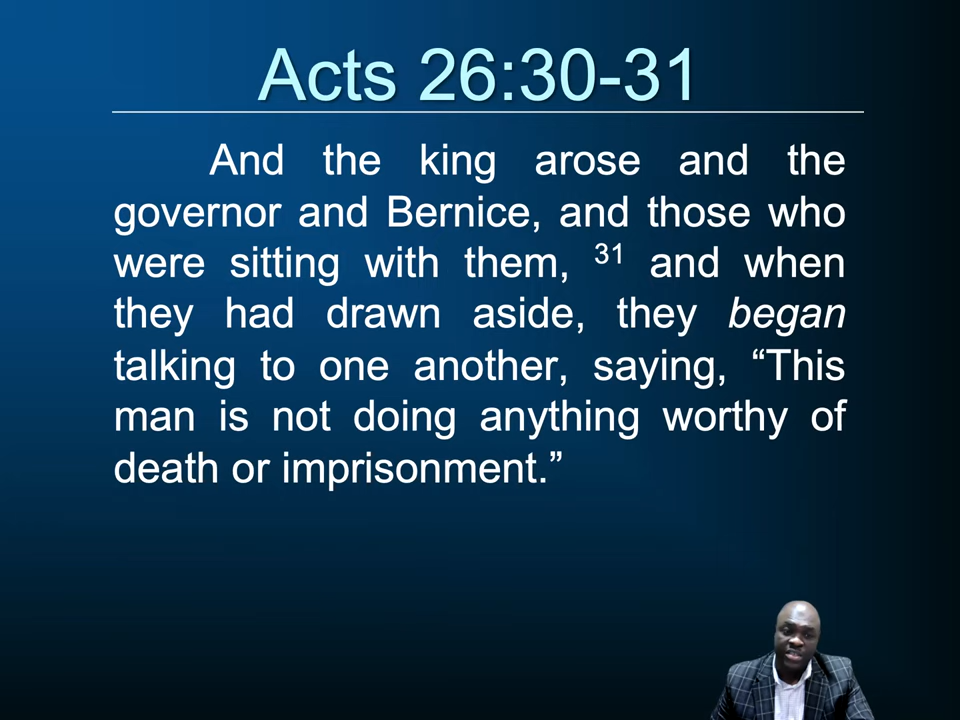 Acts 26:30-31
And the king arose and the
governor and Bernice, and those who
were sitting with them, 31 and when
they had drawn aside, they began
talking to one another, saying, “This
man is not doing anything worthy of
death or imprisonment.”